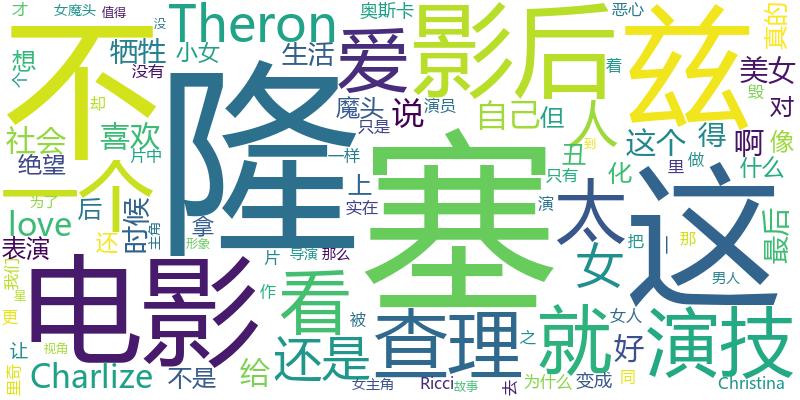 才
女魔头
值得
没
Theron
奥斯卡
恶心
真的
不
个
想
牺牲
小女
生活
爱
影后
着
兹
美女
没有
隆
魔头
说
演员
自己
但
人
毁
对
社会
喜欢
却
片中
只是
到
这个
得
啊
像
绝望
一样
塞
丑
里
做
什么
一个
上
只有
化
这
为了
后
时候
拿
实在
太
演
love
还
主角
女
把
一
那
最后
表演
形象
片
导演
那么
男人
我们
电影
看
作
查理
就
女人
演技
星
更
被
之
好
让
视角
还是
里奇
Charlize
不是
给
女主角
Ricci
故事
去
为什么
变成
同
Christina